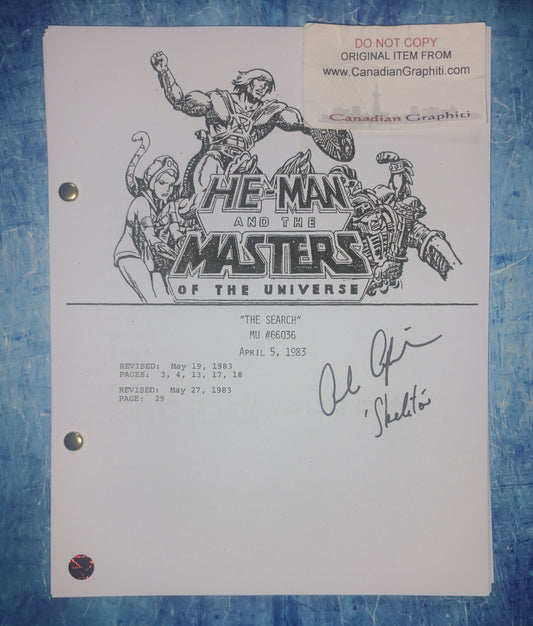 DO NOT COPY
ORIGINAL ITEM FROM
www.CanadianGraphiti.com
Canadian Graphiti
HE-MAN
AND THE
MASTERS
OF THE UNIVERSE
"THE SEARCH"
MU #66036
APRIL 5, 1983
REVISED: May 19, 1983
PAGES: 3, 4, 13, 17, 18
REVISED: May 27, 1983
PAGE: 29
'Skeletor